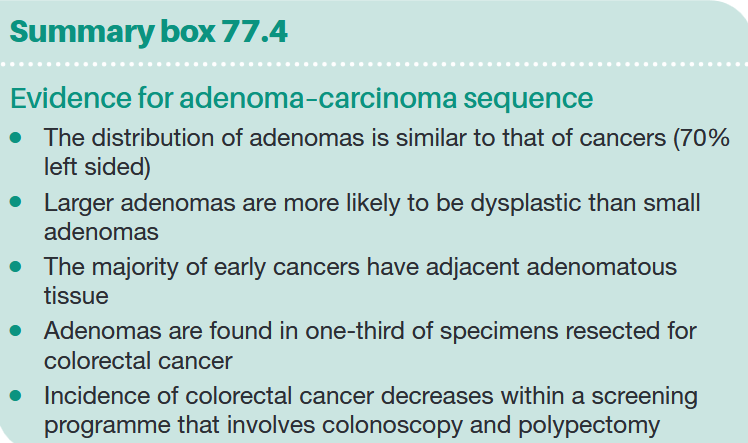 Summary box 77.4
Evidence for adenoma–carcinoma sequence
● The distribution of adenomas is similar to that of cancers (70%
left sided)
● Larger adenomas are more likely to be dysplastic than small
adenomas
● The majority of early cancers have adjacent adenomatous
tissue
● Adenomas are found in one-third of specimens resected for
colorectal cancer
● Incidence of colorectal cancer decreases within a screening
programme that involves colonoscopy and polypectomy